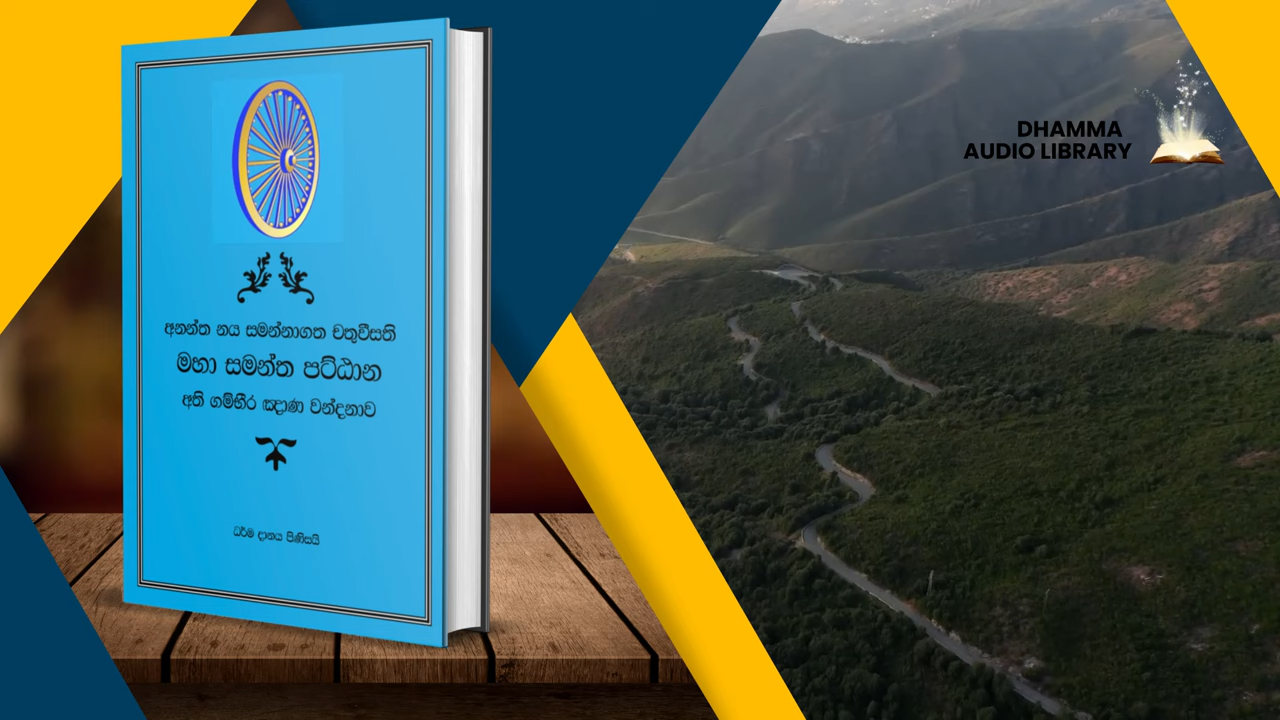 අනන්ත නය සමන්නාගත චතුවීසති
මහා සමන්ත පට්ඨාන
අති ගම්භීර ඤාණ වන්දනාව
ධර්ම දානය පිණිසයි
DHAMMA
AUDIO LIBRARY